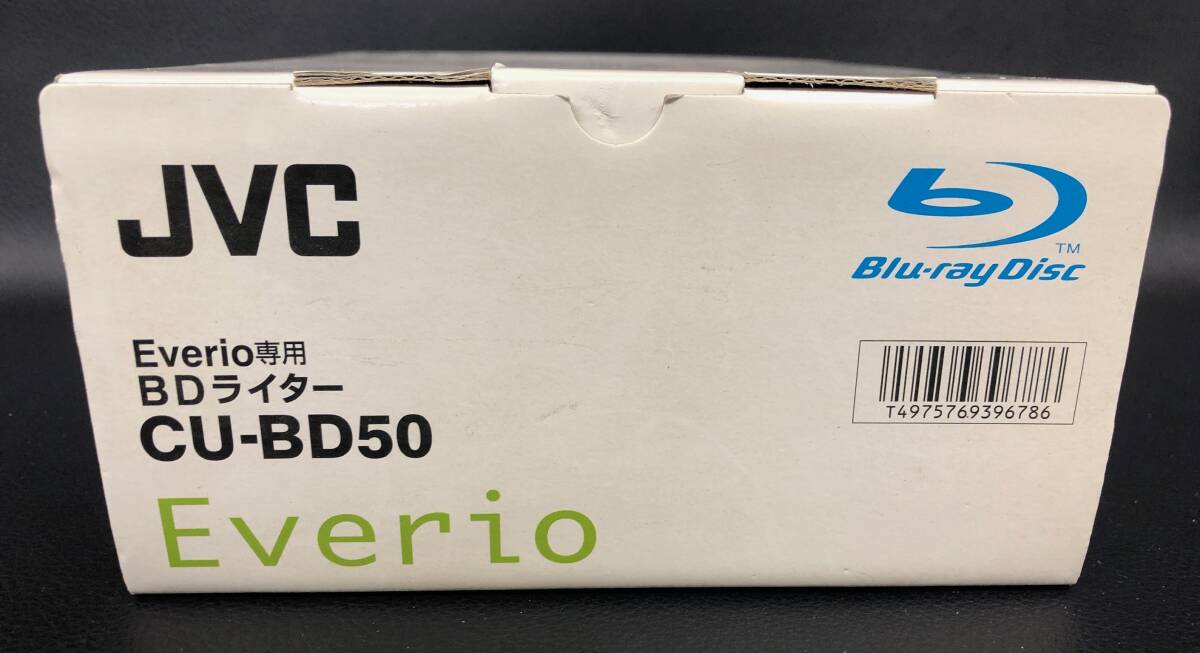 JVC
Blu-ray Disc
TM
Everio専用
BDライター
CU-BD50
T4975769396786
Everio